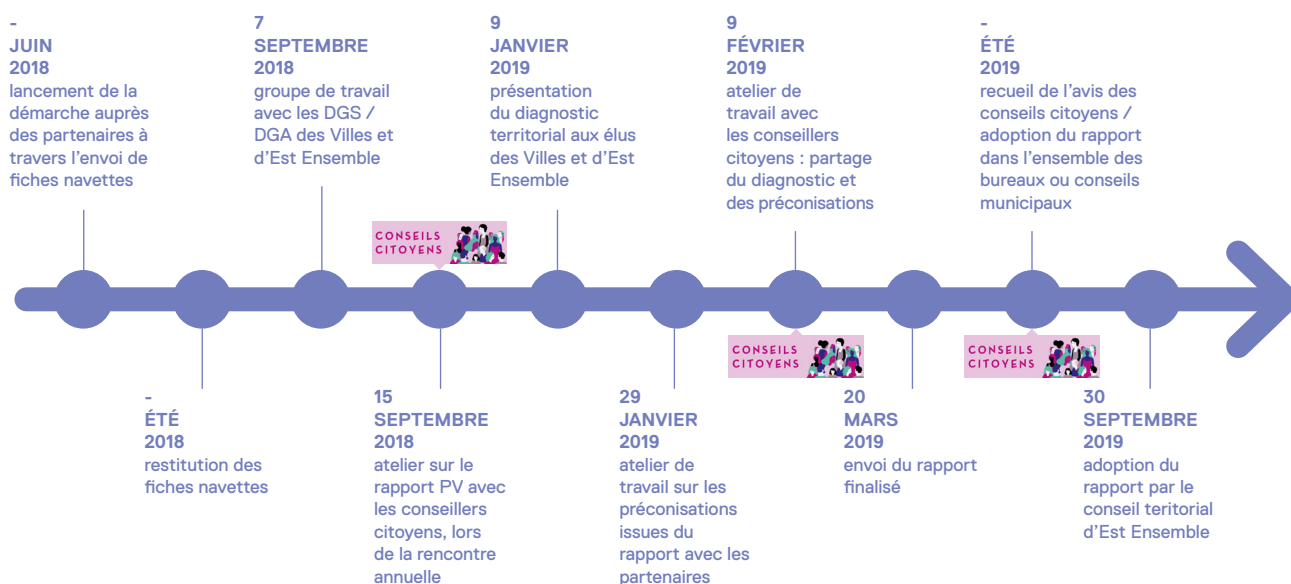 -
JUIN
2018
lancement de la
démarche auprès
des partenaires à
travers l'envoi de
fiches navettes
7
SEPTEMBRE
2018
groupe de travail
avec les DGS /
DGA des Villes et
d'Est Ensemble
9
JANVIER
2019
présentation
du diagnostic
territorial aux élus
des Villes et d'Est
Ensemble
9
FÉVRIER
2019
atelier de
travail avec
les conseillers
citoyens : partage
du diagnostic et
des préconisations
-
ÉTÉ
2019
recueil de l'avis des
conseils citoyens /
adoption du rapport
dans l'ensemble des
bureaux ou conseils
municipaux
CONSEILS
CITOYENS
CONSEILS
CITOYENS
CONSEILS
CITOYENS
-
ÉTÉ
2018
restitution des
fiches navettes
15
SEPTEMBRE
2018
atelier sur le
rapport PV avec
les conseillers
citoyens, lors
de la rencontre
annuelle
29
JANVIER
2019
atelier de
travail sur les
préconisations
issues du
rapport avec les
partenaires
20
MARS
2019
envoi du rapport
finalisé
30
SEPTEMBRE
2019
adoption du
rapport par le
conseil teritorial
d'Est Ensemble